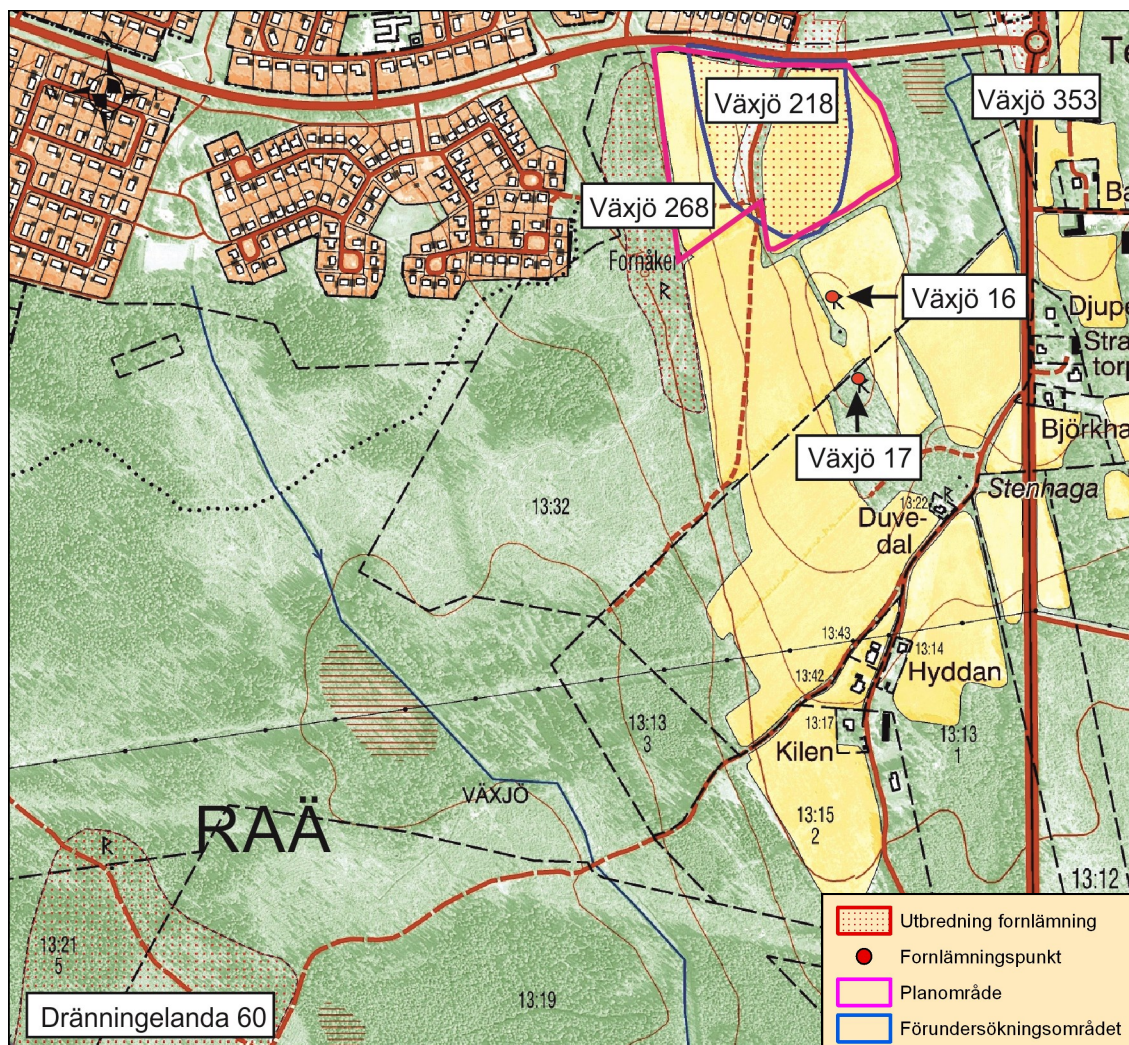 Te
Växjö 218
Växjö 353
Ba
Växjö 268
Fornåker
R
Växjö 16
R
Djupe
Stra
torp
R
Växjö 17
Björkha
Stenhaga
13:32
13:22
R
Duve-
dal
13:43
13:14
Hyddan
13:42
13:13
3
13:17
13:13
1
Kilen
VÄXJÖ
RAÄ
13:15
2
R
13:12
13:21
5
13:19
Dränningelanda 60
Utbredning fornlämning
Fornlämningspunkt
Planområde
Förundersökningsområdet